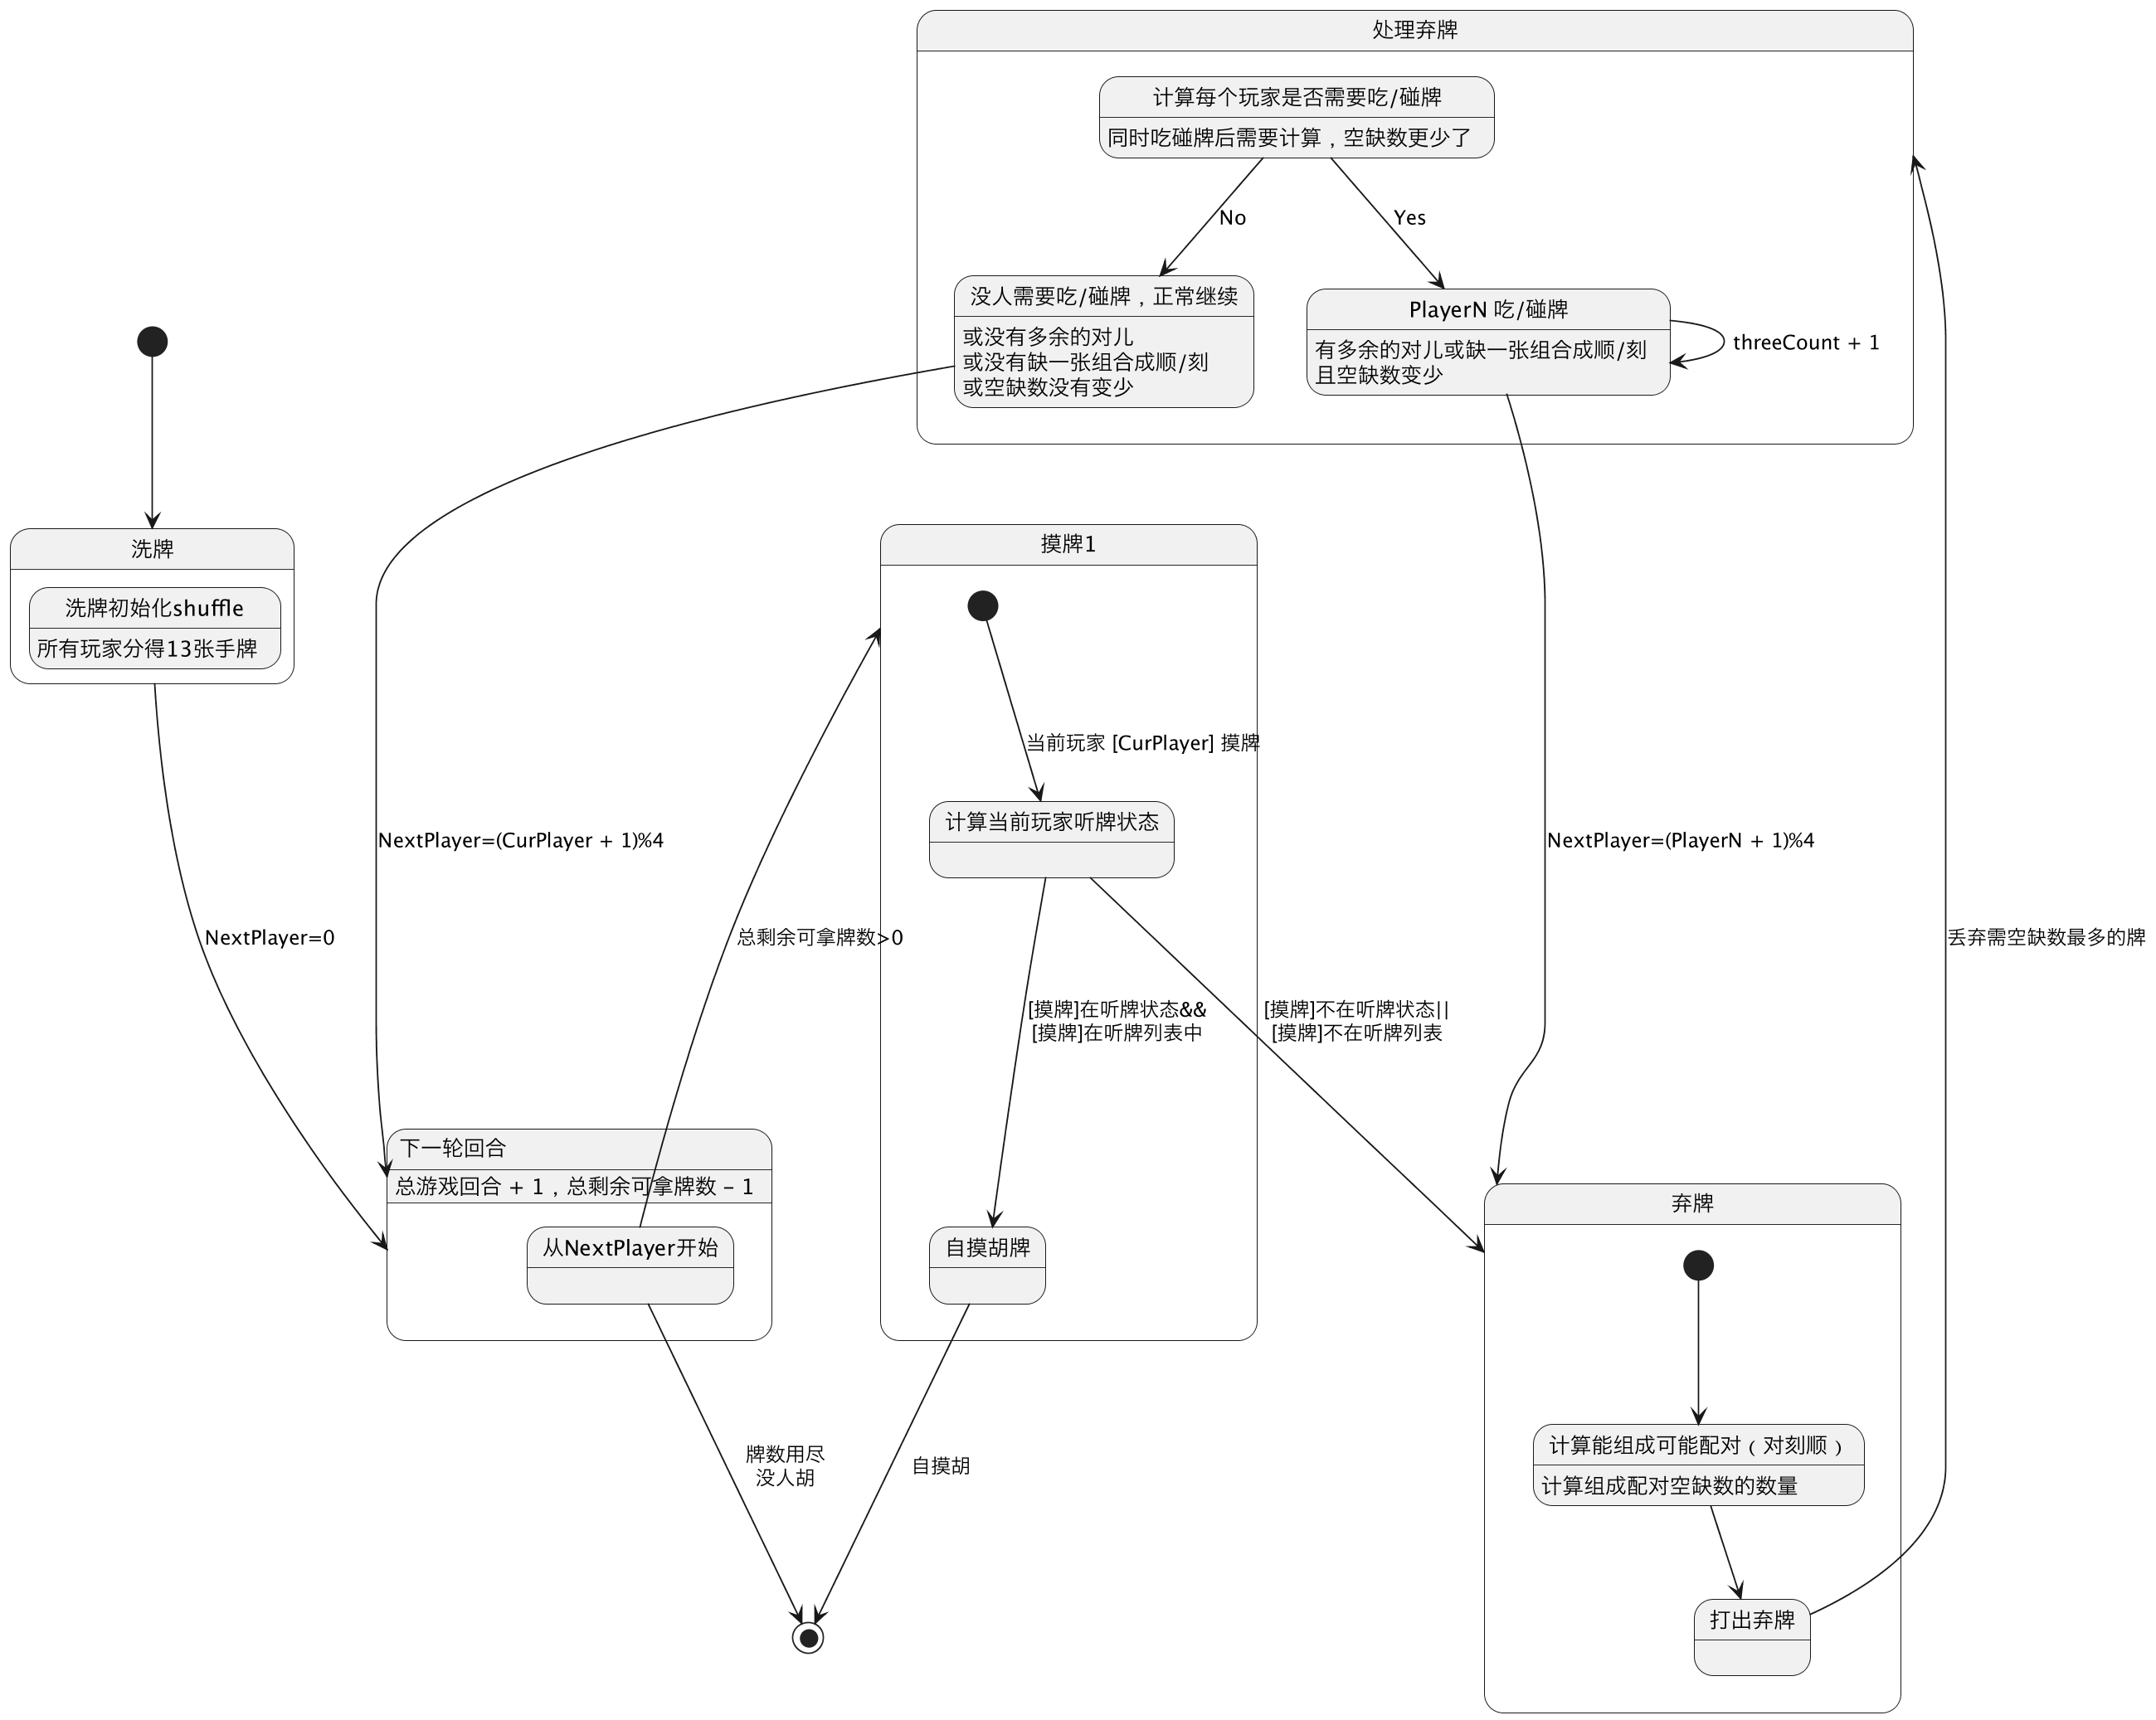 处理弃牌
计算每个玩家是否需要吃/碰牌
同时吃碰牌后需要计算，空缺数更少了
No
Yes
没人需要吃/碰牌，正常继续
或没有多余的对儿
或没有缺一张组合成顺/刻
或空缺数没有变少
PlayerN 吃/碰牌
有多余的对儿或缺一张组合成顺/刻
且空缺数变少
threeCount + 1
洗牌
洗牌初始化shuffle
所有玩家分得13张手牌
摸牌1
当前玩家 [CurPlayer] 摸牌
计算当前玩家听牌状态
NextPlayer=(CurPlayer + 1)%4
NextPlayer=(PlayerN + 1)%4
NextPlayer=0
总剩余可拿牌数>0
丢弃需空缺数最多的牌
[摸牌]在听牌状态&&
[摸牌]在听牌列表中
[摸牌]不在听牌状态||
[摸牌]不在听牌列表
下一轮回合
总游戏回合 + 1，总剩余可拿牌数 - 1
从NextPlayer开始
自摸胡牌
弃牌
牌数用尽
没人胡
自摸胡
计算能组成可能配对（对刻顺）
计算组成配对空缺数的数量
打出弃牌